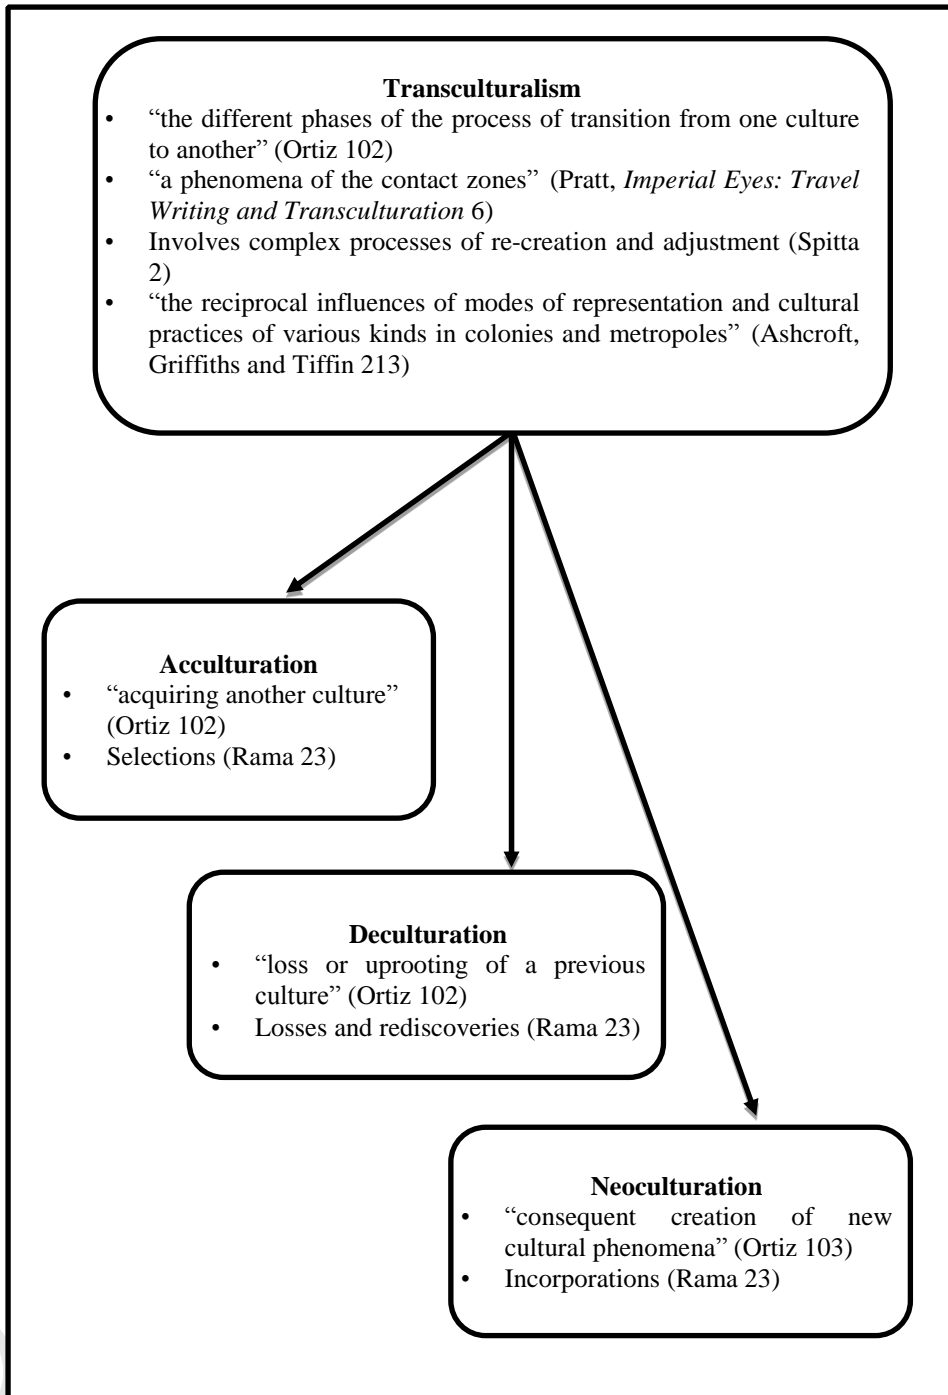 Transculturalism
• “the different phases of the process of transition from one culture
to another” (Ortiz 102)
• “a phenomena of the contact zones” (Pratt, Imperial Eyes: Travel
Writing and Transculturation 6)
• Involves complex processes of re-creation and adjustment (Spitta
2)
• “the reciprocal influences of modes of representation and cultural
practices of various kinds in colonies and metropoles” (Ashcroft,
Griffiths and Tiffin 213)
Acculturation
• “acquiring another culture”
(Ortiz 102)
• Selections (Rama 23)
Deculturation
• “loss or uprooting of a previous
culture” (Ortiz 102)
• Losses and rediscoveries (Rama 23)
Neoculturation
• “consequent creation of new
cultural phenomena” (Ortiz 103)
• Incorporations (Rama 23)